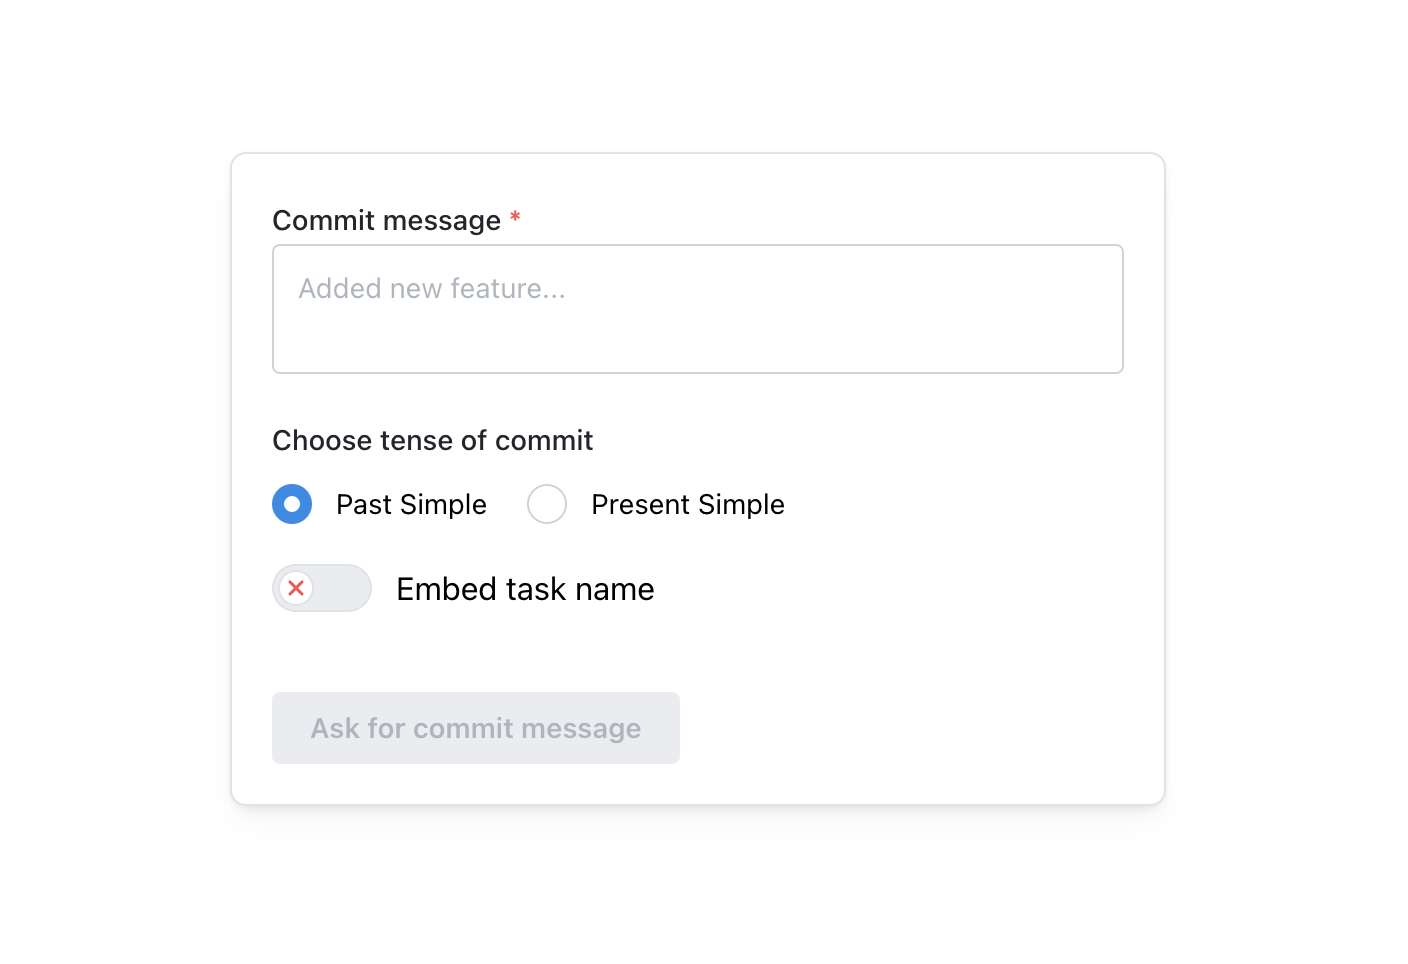 Commit message *
Added new feature...
Choose tense of commit
Past Simple Present Simple
Embed task name
Ask for commit message